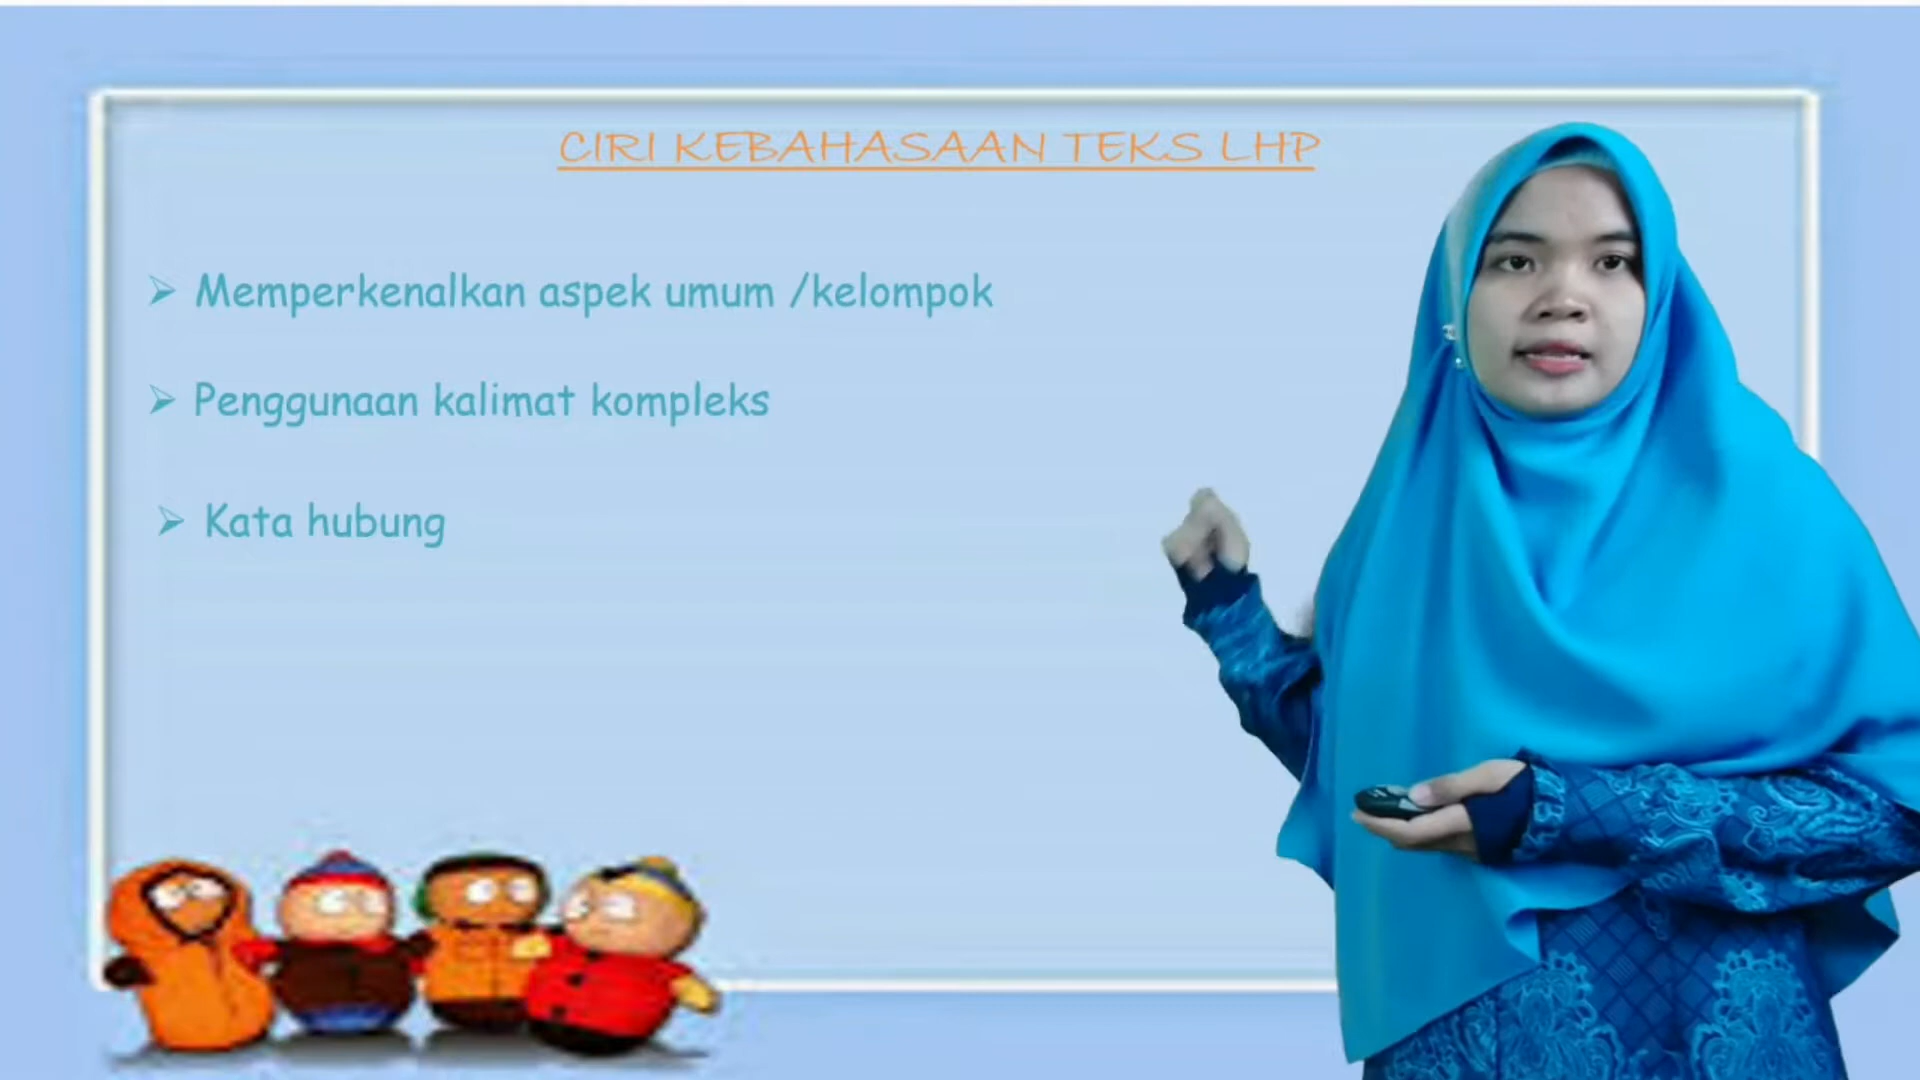 CIRI KEBAHASAAN TEKS LHP
Memperkenalkan aspek umum /kelompok
Penggunaan kalimat kompleks
Kata hubung